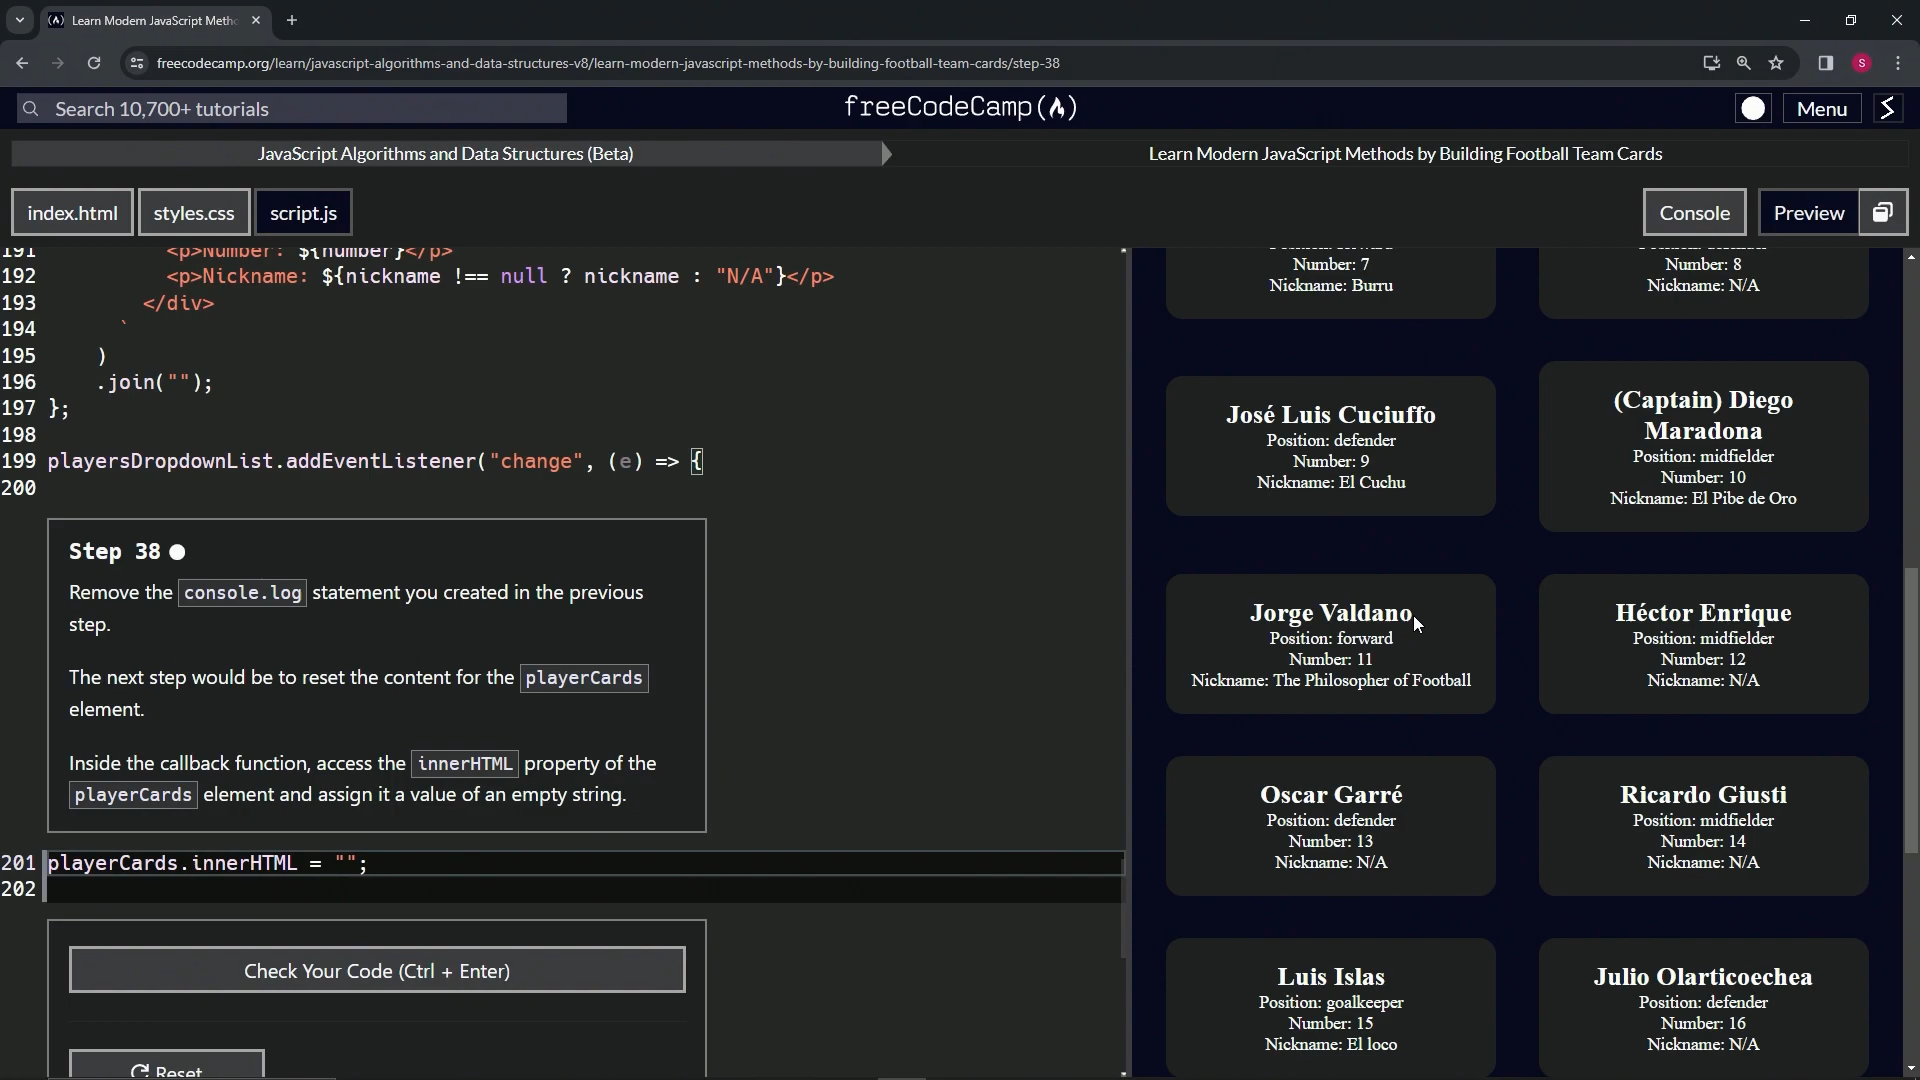 Learn Modern JavaScript Meth
freecodecamp.org/learn/javascript-algorithms-and-data-structures-v8/learn-modern-javascript-methods-by-building-football-team-cards/step-38
S
Search 10,700+ tutorials
freeCodeCamp
Menu
JavaScript Algorithms and Data Structures (Beta)
Learn Modern JavaScript Methods by Building Football Team Cards
index.html
styles.css
script.js
Console
Preview
191 <p>Number: ${number}</p>
192 <p>Nickname: ${nickname !== null ? nickname : "N/A"}</p>
193 </div>
194 `
195 )
196 .join("");
197 };
198
199 playersDropdownList.addEventListener("change", (e) => {
200
Step 38
Remove the console.log statement you created in the previous
step.
The next step would be to reset the content for the playerCards
element.
Inside the callback function, access the innerHTML property of the
playerCards element and assign it a value of an empty string.
201 playerCards.innerHTML = "";
202
Check Your Code (Ctrl + Enter)
Reset
Position: forward
Number: 7
Nickname: Burru
Number: 8
Nickname: N/A
José Luis Cuciuffo
Position: defender
Number: 9
Nickname: El Cuchu
(Captain) Diego
Maradona
Position: midfielder
Number: 10
Nickname: El Pibe de Oro
Jorge Valdano
Position: forward
Number: 11
Nickname: The Philosopher of Football
Héctor Enrique
Position: midfielder
Number: 12
Nickname: N/A
Oscar Garré
Position: defender
Number: 13
Nickname: N/A
Ricardo Giusti
Position: midfielder
Number: 14
Nickname: N/A
Luis Islas
Position: goalkeeper
Number: 15
Nickname: El loco
Julio Olarticoechea
Position: defender
Number: 16
Nickname: N/A